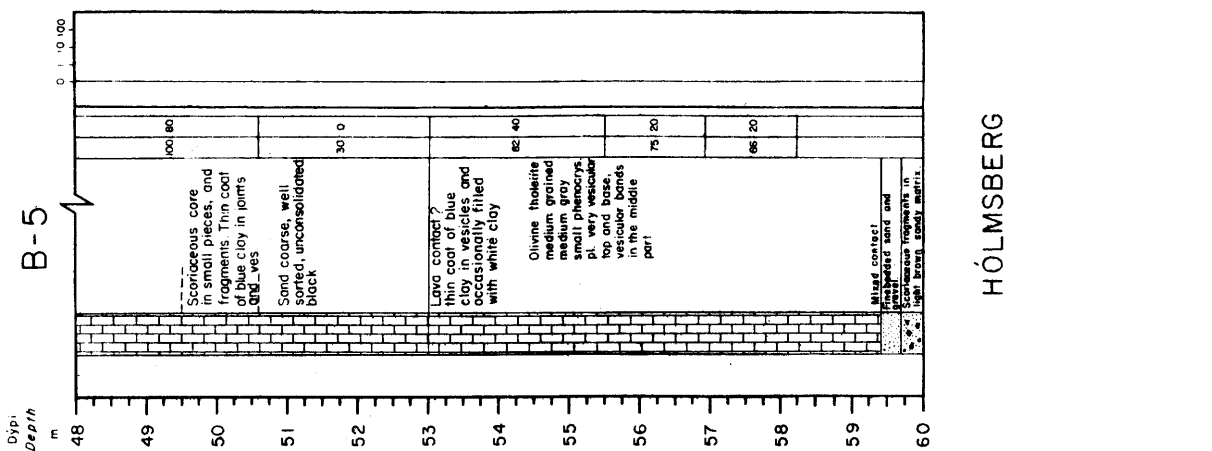 B-5
HÓLMSBERG
Dýpi
Depth
m
0 1 10 100
100 80
30 0
82 40
75 20
66 20
Scoriaceous core
in small pieces, and
fragments. Thin coat
of blue clay in joints
and ves
Sand coarse, well
sorted, unconsolidated
black
Lava contact?
thin coat of blue
clay in vesicles and
occasionally filled
with white clay
Olivine tholeiite
medium grained
medium gray
small phenocrys.
pl. very vesicular
top and base,
vesicular bands
in the middle
part
Mixed contact
Finebedded sand and
gravel
Scoriaceous fragments in
light brown sandy matrix.
48
49
50
51
52
53
54
55
56
57
58
59
60